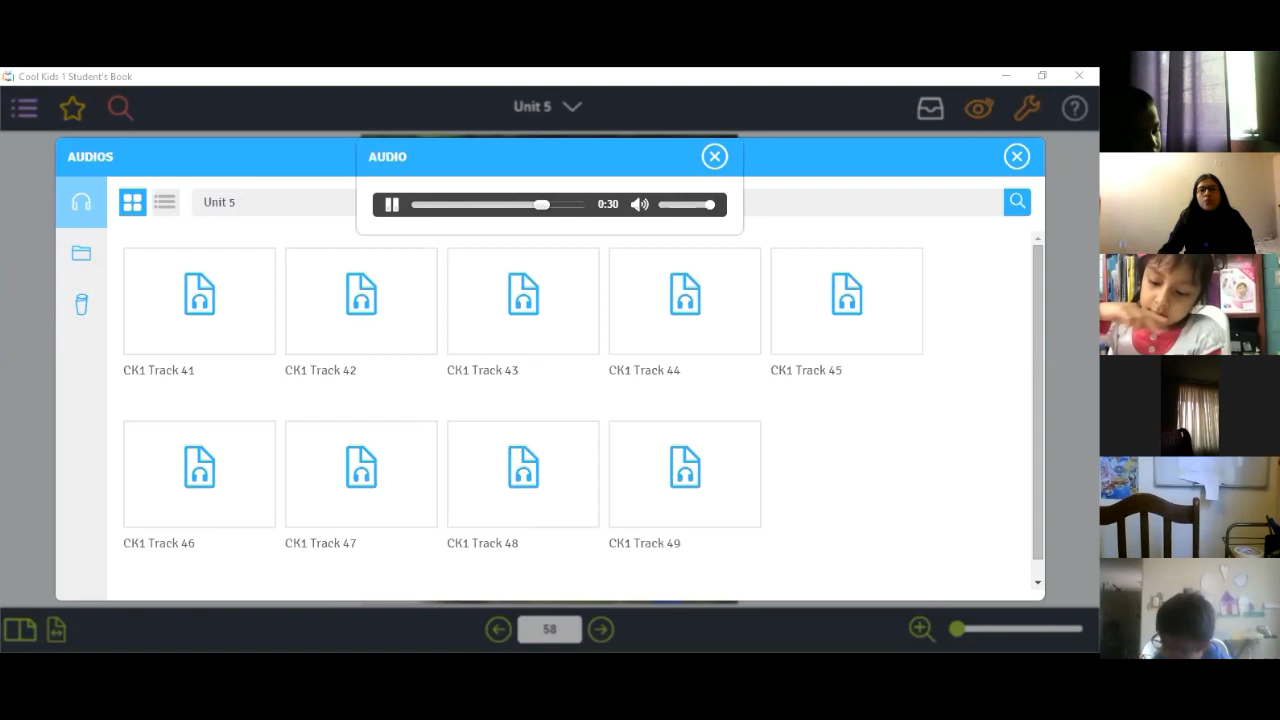 Cool Kids 1 Student's Book
Unit 5
AUDIOS
AUDIO
Unit 5
0:30
CK1 Track 41
CK1 Track 42
CK1 Track 43
CK1 Track 44
CK1 Track 45
CK1 Track 46
CK1 Track 47
CK1 Track 48
CK1 Track 49
58